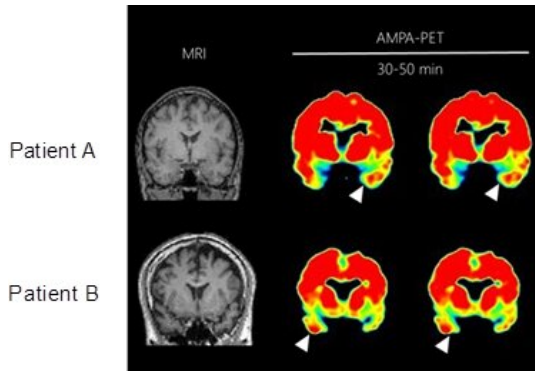 MRI
AMPA-PET
30-50 min
Patient A
Patient B